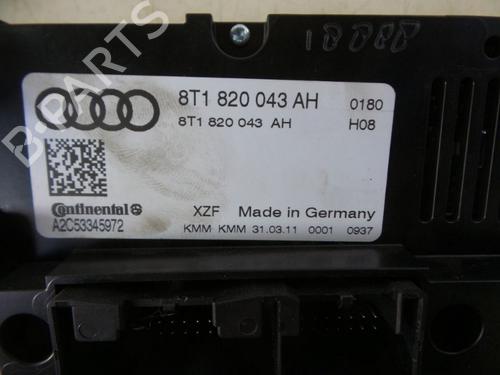 8T1 820 043 AH 0180
8T1 820 043 AH H08
Continental
A2C53345972
XZF Made in Germany
KMM KMM 31.03.11 0001 0937
B-PARTS